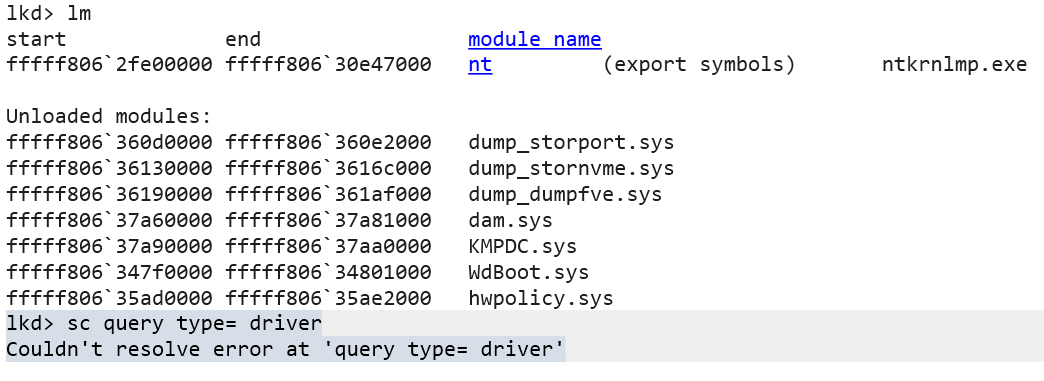 lkd> lm
start end module name
fffff806`2fe00000 fffff806`30e47000 nt (export symbols) ntkrnlmp.exe
Unloaded modules:
fffff806`360d0000 fffff806`360e2000 dump_storport.sys
fffff806`36130000 fffff806`3616c000 dump_stornvme.sys
fffff806`36190000 fffff806`361af000 dump_dumpfve.sys
fffff806`37a60000 fffff806`37a81000 dam.sys
fffff806`37a90000 fffff806`37aa0000 KMPDC.sys
fffff806`347f0000 fffff806`34801000 WdBoot.sys
fffff806`35ad0000 fffff806`35ae2000 hwpolicy.sys
lkd> sc query type= driver
Couldn't resolve error at 'query type= driver'